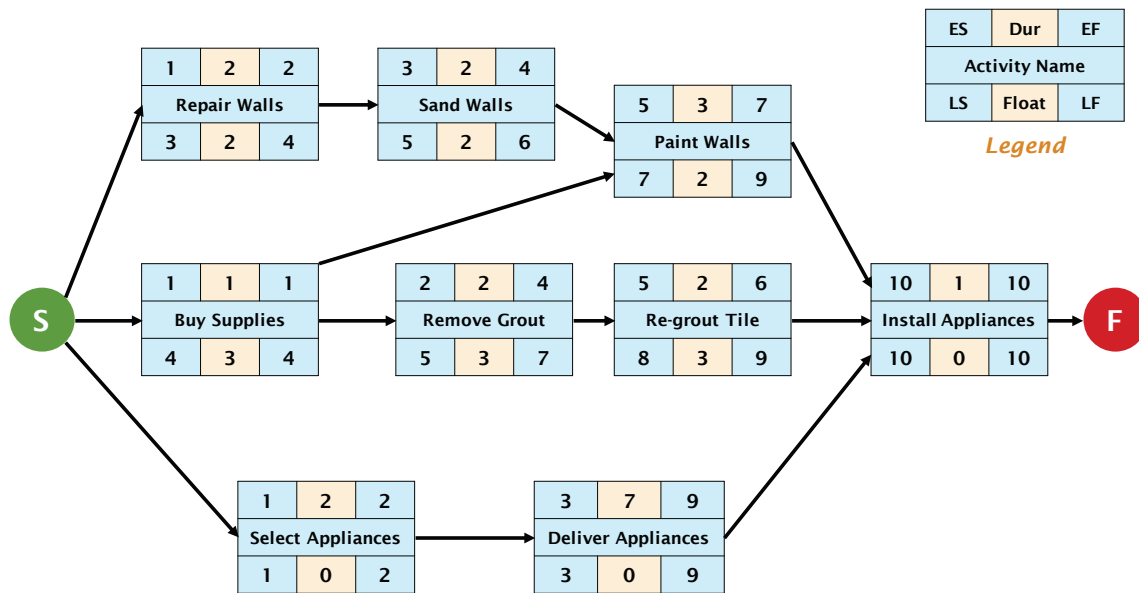 ES Dur EF
Activity Name
LS Float LF
Legend
1 2 2
Repair Walls
3 2 4
3 2 4
Sand Walls
5 2 6
5 3 7
Paint Walls
7 2 9
S
1 1 1
Buy Supplies
4 3 4
2 2 4
Remove Grout
5 3 7
5 2 6
Re-grout Tile
8 3 9
10 1 10
Install Appliances
10 0 10
F
1 2 2
Select Appliances
1 0 2
3 7 9
Deliver Appliances
3 0 9